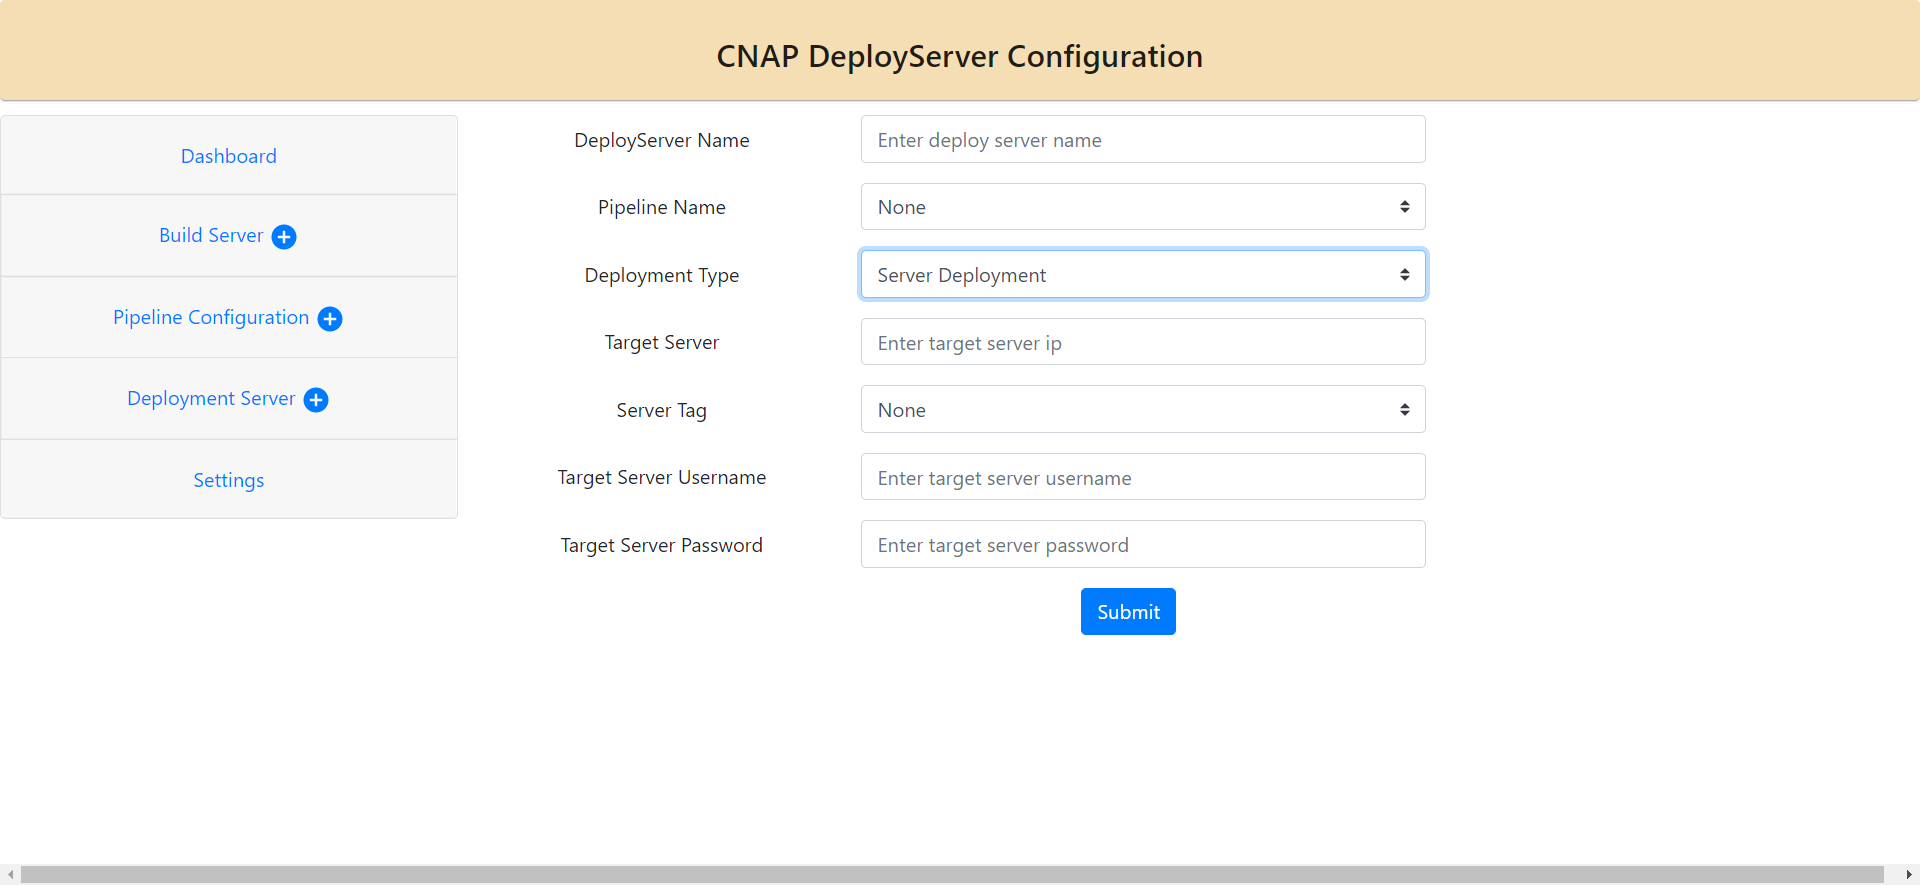 CNAP DeployServer Configuration
Dashboard
Build Server
Pipeline Configuration
Deployment Server
Settings
DeployServer Name
Enter deploy server name
Pipeline Name
None
Deployment Type
Server Deployment
Target Server
Enter target server ip
Server Tag
None
Target Server Username
Enter target server username
Target Server Password
Enter target server password
Submit